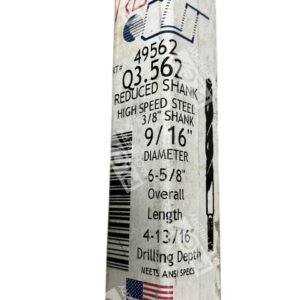 49562
Q3.562
REDUCED SHANK
HIGH SPEED STEEL
3/8" SHANK
9/16"
DIAMETER
6-5/8"
Overall
Length
4-13/16"
Drilling Depth
MEETS ANSI SPECS